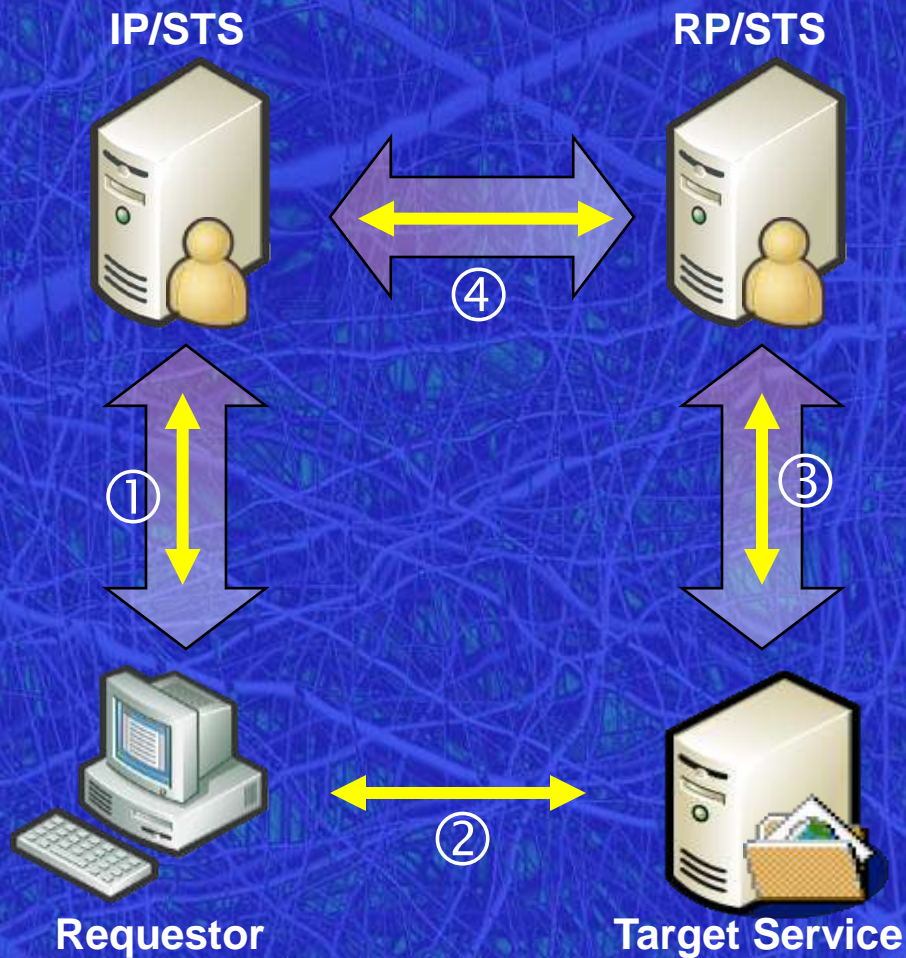 IP/STS
RP/STS
④
①
③
②
Requestor
Target Service